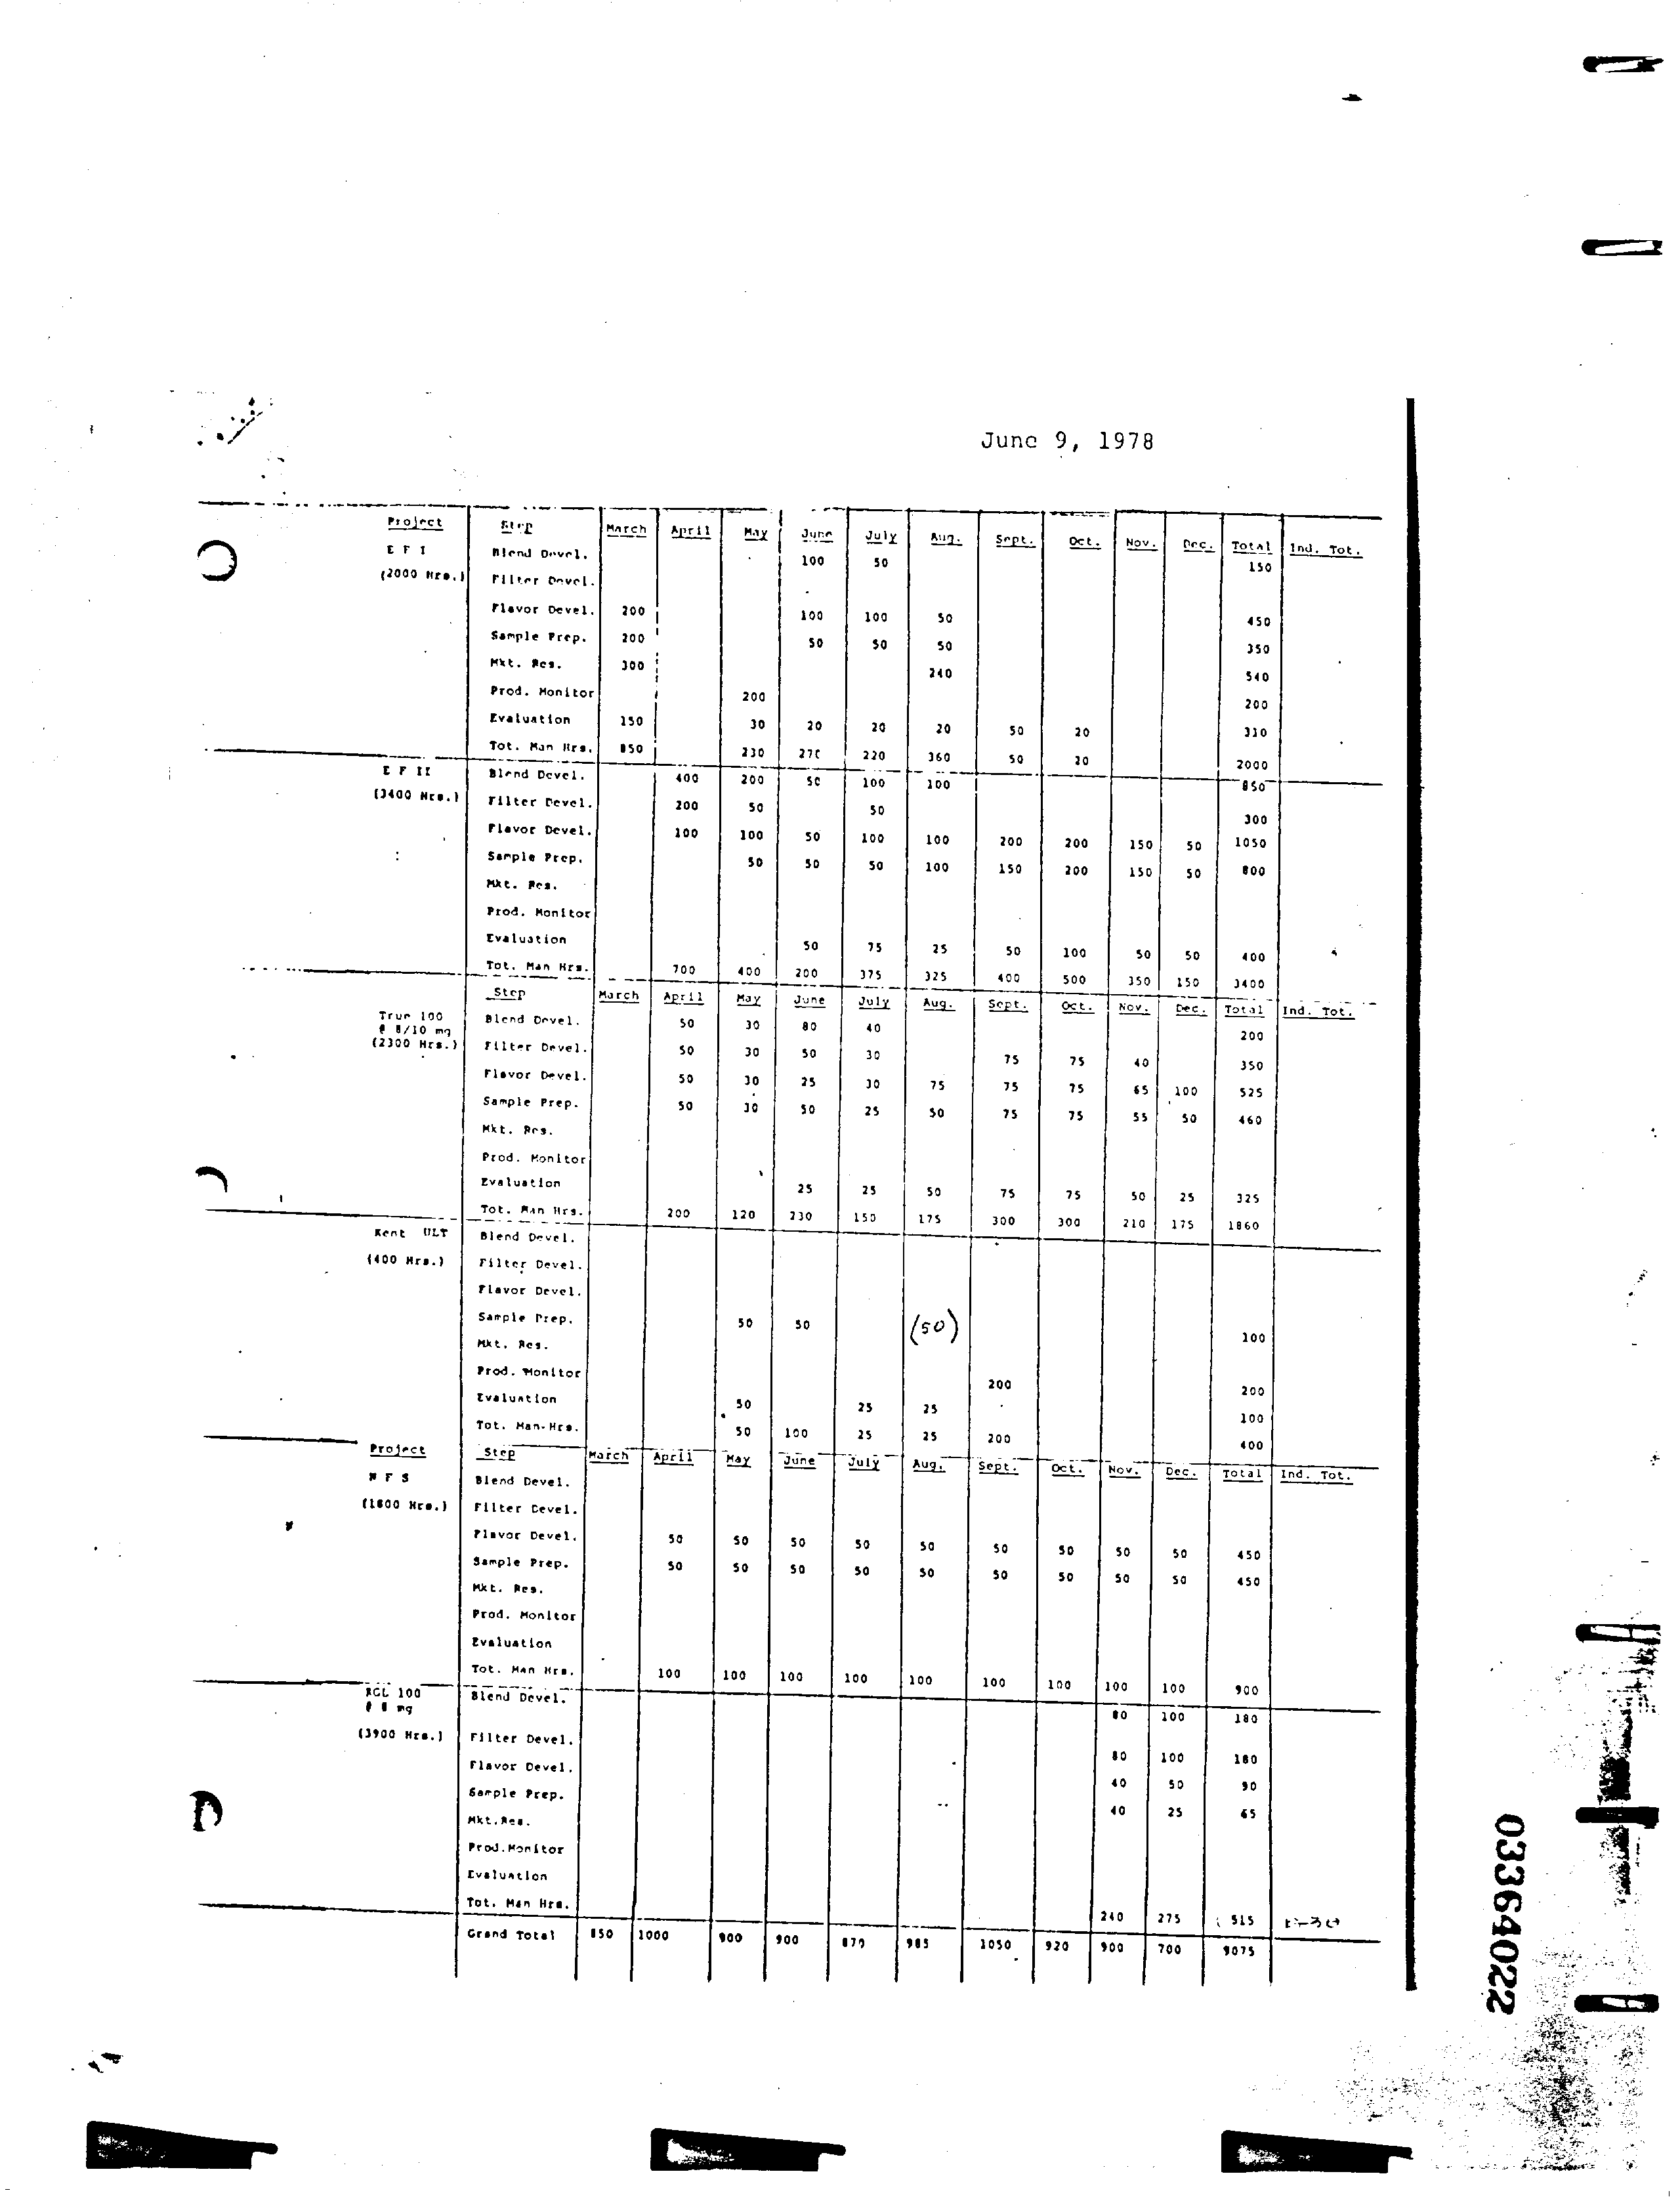 June 9, 1978
Project Step March April May June July Aug. Sept. Oct. Nov. Dec. Total Ind. Tot.
E F I Blend Devel. 100 50 150
(2000 Hrs.) Filter Devel.
Flavor Devel. 200 100 100 50 450
Sample Prep. 200 50 50 50 350
Mkt. Res. 300 240 540
Prod. Monitor 200 200
Evaluation 150 30 20 20 20 50 20 310
Tot. Man Hrs. 850 230 270 220 360 50 20 2000
E F II Blend Devel. 400 200 50 100 100 850
(3400 Hrs.) Filter Devel. 200 50 50 300
Flavor Devel. 100 100 50 100 100 200 200 150 50 1050
Sample Prep. 50 50 50 100 150 200 150 50 800
Mkt. Res.
Prod. Monitor
Evaluation 50 75 25 50 100 50 50 400
Tot. Man Hrs. 700 400 200 375 325 400 500 350 150 3400
Step March April May June July Aug. Sept. Oct. Nov. Dec. Total Ind. Tot.
True 100 Blend Devel. 50 30 80 40 200
@ 8/10 mg
(2300 Hrs.) Filter Devel. 50 30 50 30 75 75 40 350
Flavor Devel. 50 30 25 30 75 75 75 65 100 525
Sample Prep. 50 30 50 25 50 75 75 55 50 460
Mkt. Res.
Prod. Monitor
Evaluation 25 25 50 75 75 50 25 325
Tot. Man Hrs. 200 120 230 150 175 300 300 210 175 1860
Kent ULT Blend Devel.
(400 Hrs.) Filter Devel.
Flavor Devel.
Sample Prep. 50 50 (50) 100
Mkt. Res.
Prod. Monitor 200 200
Evaluation 50 25 25 100
Tot. Man-Hrs. 50 100 25 25 200 400
Project Step March April May June July Aug. Sept. Oct. Nov. Dec. Total Ind. Tot.
N F S Blend Devel.
(1800 Hrs.) Filter Devel.
Flavor Devel. 50 50 50 50 50 50 50 50 50 450
Sample Prep. 50 50 50 50 50 50 50 50 50 450
Mkt. Res.
Prod. Monitor
Evaluation
Tot. Man Hrs. 100 100 100 100 100 100 100 100 100 900
100 Blend Devel. 80 100 180
@ 8 mg
(3900 Hrs.) Filter Devel. 80 100 180
Flavor Devel. 40 50 90
Sample Prep. 40 25 65
Mkt.Res.
Prod.Monitor
Evaluation
Tot. Man Hrs. 240 275 515
Grand Total 850 1000 900 900 870 985 1050 920 900 700 9075
03364022